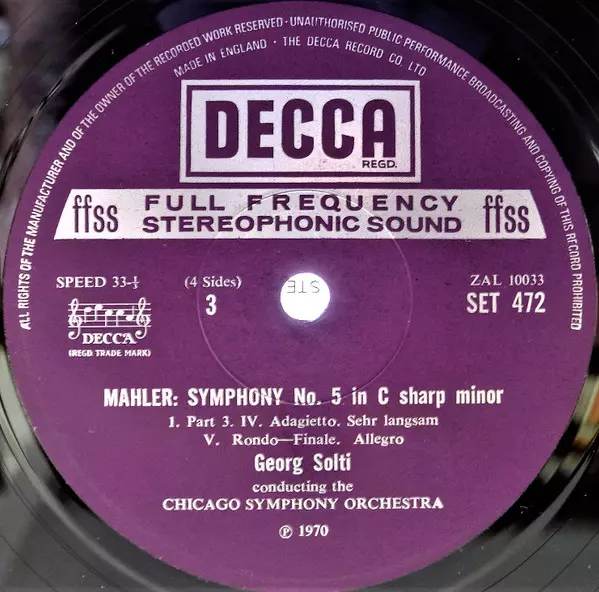 ALL RIGHTS OF THE MANUFACTURER AND OF THE OWNER OF THE RECORDED WORK RESERVED · UNAUTHORISED PUBLIC PERFORMANCE BROADCASTING AND COPYING OF THIS RECORD PROHIBITED
MADE IN ENGLAND · THE DECCA RECORD CO. LTD
DECCA
REGD.
ffss FULL FREQUENCY ffss
STEREOPHONIC SOUND
SPEED 33-⅓ (4 Sides) ZAL 10033
3 SET 472
STE
DECCA
(REGD TRADE MARK)
MAHLER: SYMPHONY No. 5 in C sharp minor
1. Part 3. IV. Adagietto. Sehr langsam
V. Rondo—Finale. Allegro
Georg Solti
conducting the
CHICAGO SYMPHONY ORCHESTRA
℗ 1970